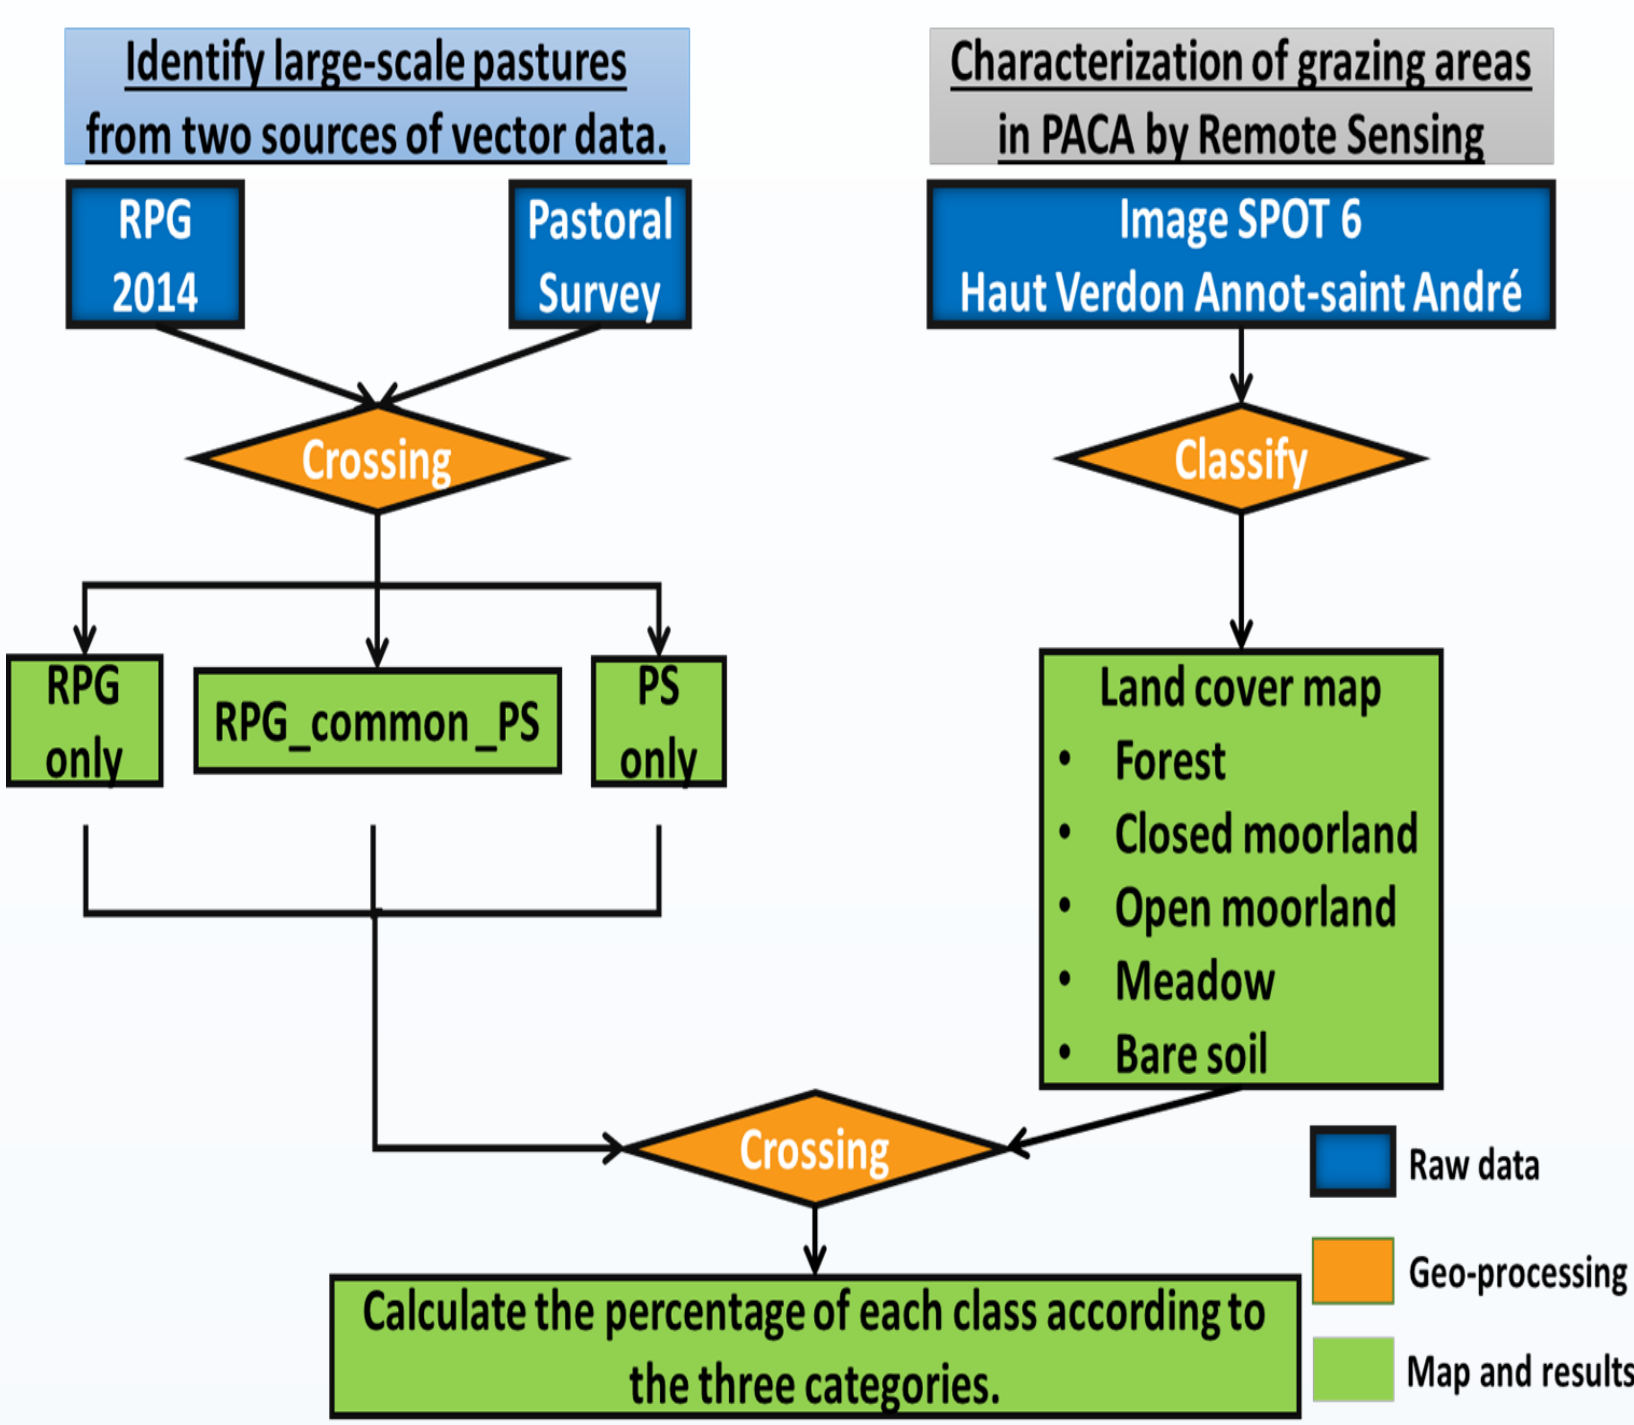 Identify large-scale pastures
from two sources of vector data.
Characterization of grazing areas
in PACA by Remote Sensing
RPG
2014
Pastoral
Survey
Image SPOT 6
Haut Verdon Annot-saint André
Crossing
Classify
RPG
only
RPG_common_PS
PS
only
Land cover map
• Forest
• Closed moorland
• Open moorland
• Meadow
• Bare soil
Crossing
Raw data
Geo-processing
Map and results
Calculate the percentage of each class according to
the three categories.